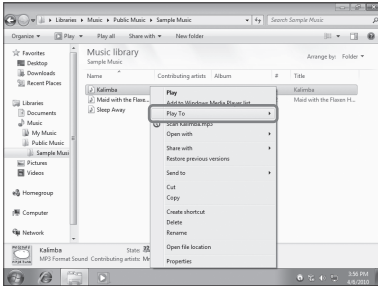 Libraries ▸ Music ▸ Public Music ▸ Sample Music
Search Sample Music
Organize
Play
Play all
Share with
New folder
Favorites
Desktop
Downloads
Recent Places
Libraries
Documents
Music
My Music
Public Music
Sample Musi
Pictures
Videos
Homegroup
Computer
Network
Music library
Sample Music
Arrange by: Folder
Name
Contributing artists
Album
#
Title
Kalimba
Kalimba
Maid with the Flaxe...
Maid with the Flaxen H...
Sleep Away
Play
Add to Windows Media Player list
Play To
Scan Kalimba.mp3
Open with
Share with
Restore previous versions
Send to
Cut
Copy
Create shortcut
Delete
Rename
Open file location
Properties
Kalimba
State:
MP3 Format Sound
Contributing artists: Mr
3:56 PM
4/6/2010